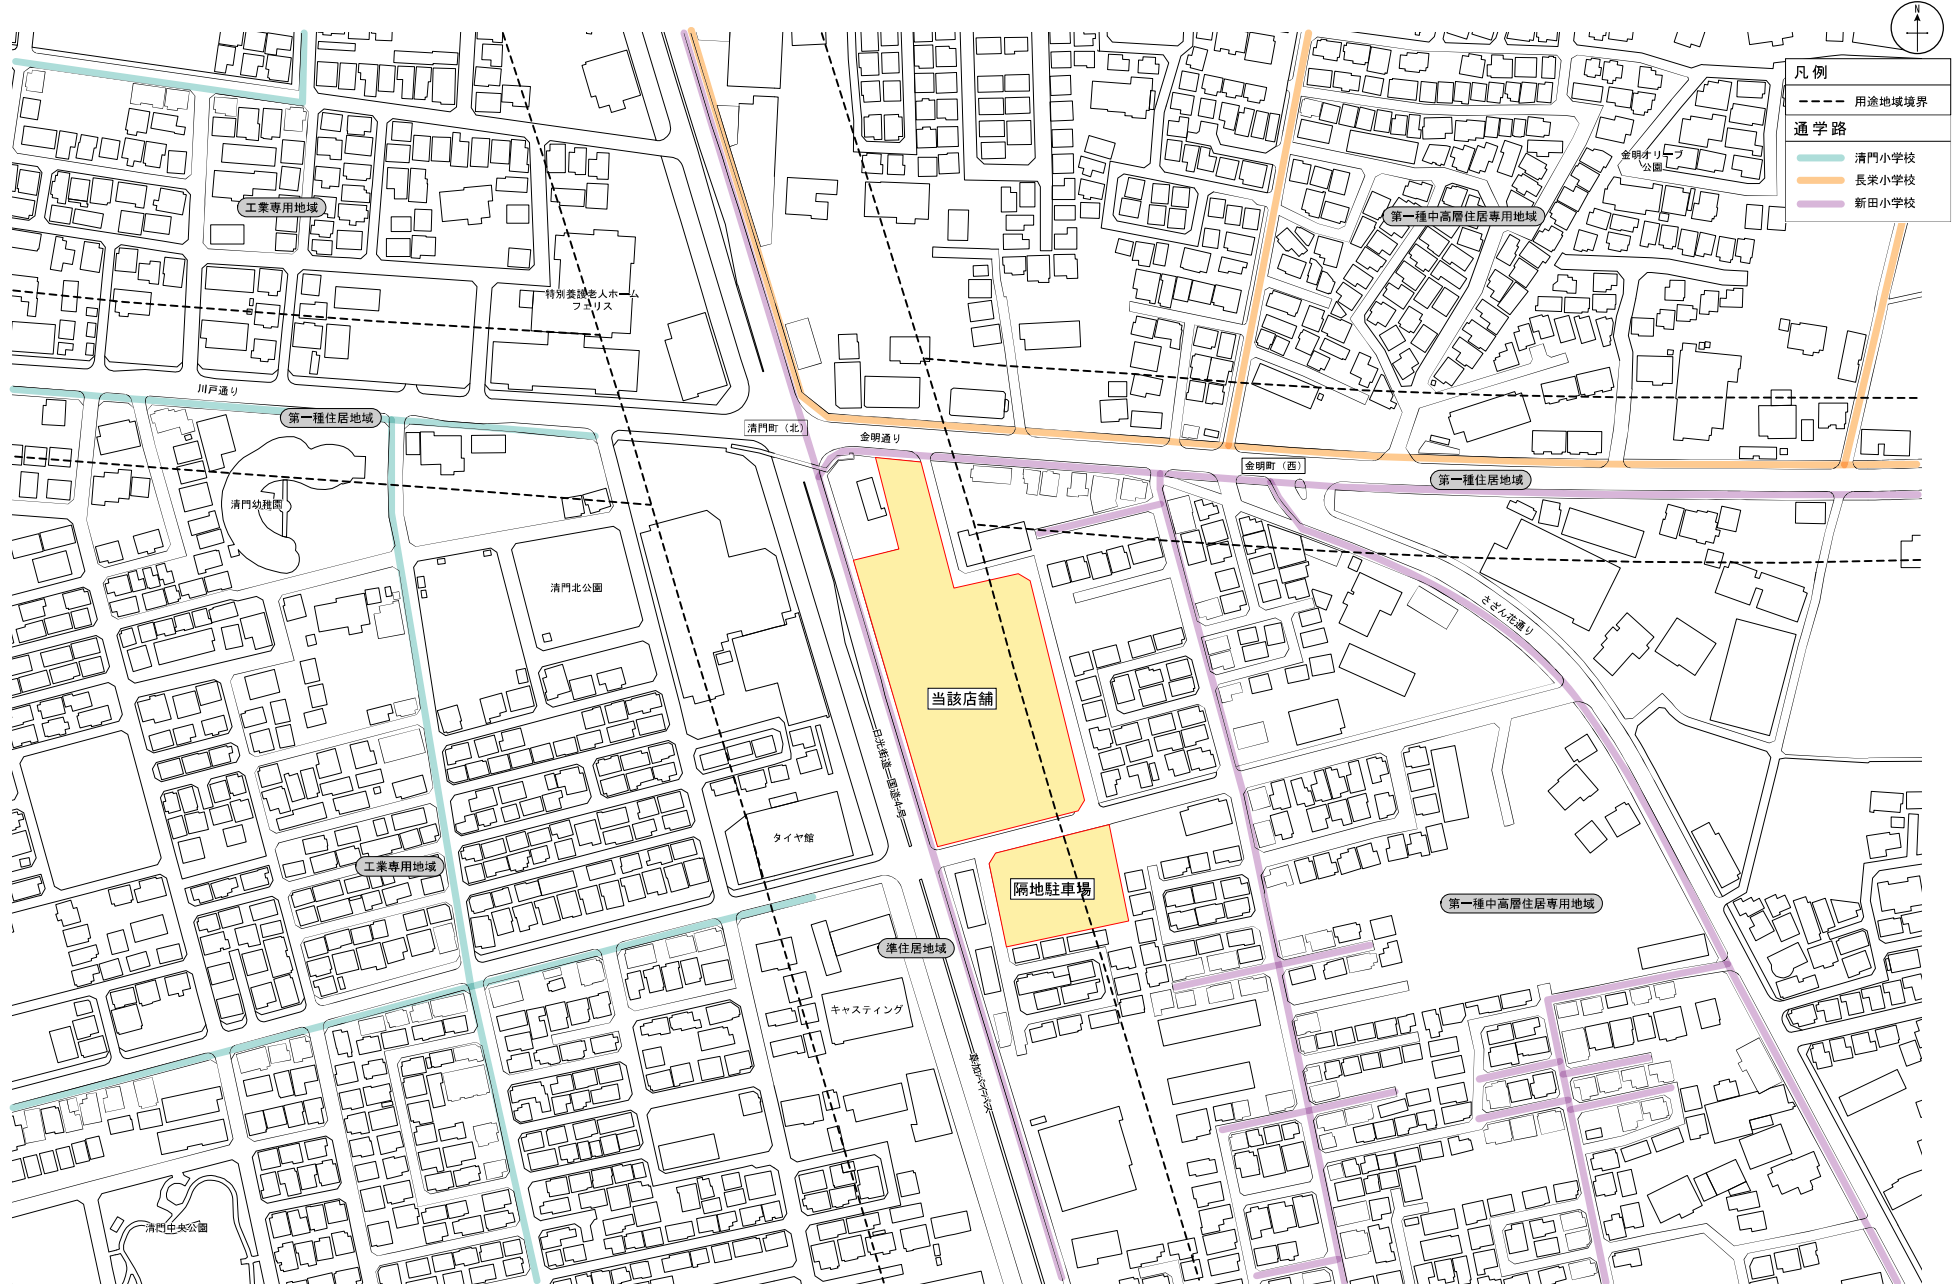 N
凡例
用途地域境界
通学路
清門小学校
長栄小学校
新田小学校
金明オリーブ
公園
工業専用地域
第一種中高層住居専用地域
特別養護老人ホーム
フェリス
川戸通り
第一種住居地域
清門町（北）
金明通り
金明町（西）
第一種住居地域
清門幼稚園
清門北公園
さざん花通り
当該店舗
日光街道 国道4号
タイヤ館
工業専用地域
隔地駐車場
第一種中高層住居専用地域
準住居地域
キャスティング
草加バイパス
清門中央公園